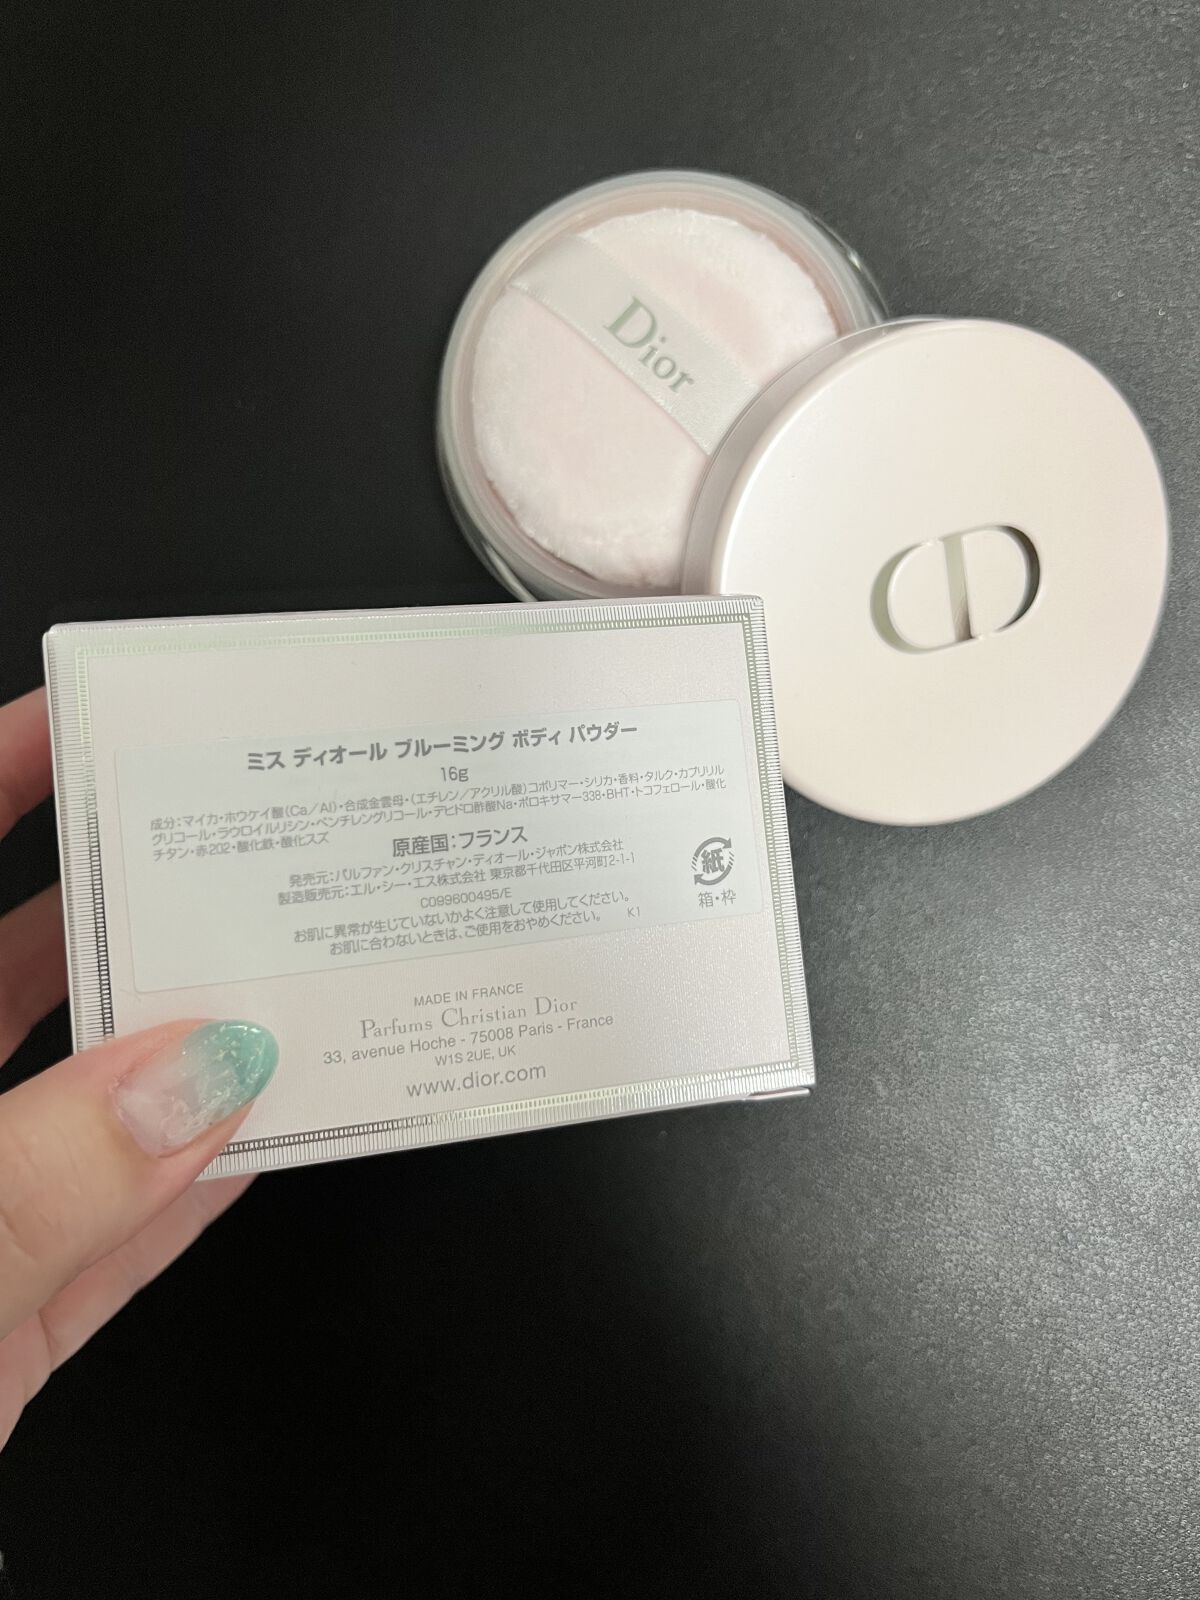 Dior
CD
ミス ディオール ブルーミング ボディ パウダー
16g
成分：マイカ・ホウケイ酸（Ca／Al）・合成金雲母・（エチレン／アクリル酸）コポリマー・シリカ・香料・タルク・カプリリル
グリコール・ラウロイルリシン・ペンチレングリコール・デヒドロ酢酸Na・ポロキサマー338・BHT・トコフェロール・酸化
チタン・赤202・酸化鉄・酸化スズ
原産国：フランス
発売元：パルファン・クリスチャン・ディオール・ジャポン株式会社
製造販売元：エル・シー・エス株式会社 東京都千代田区平河町2-1-1
C099600495/E
お肌に異常が生じていないかよく注意して使用してください。
お肌に合わないときは、ご使用をおやめください。 K1
紙
箱・枠
MADE IN FRANCE
Parfums Christian Dior
33, avenue Hoche - 75008 Paris - France
W1S 2UE, UK
www.dior.com